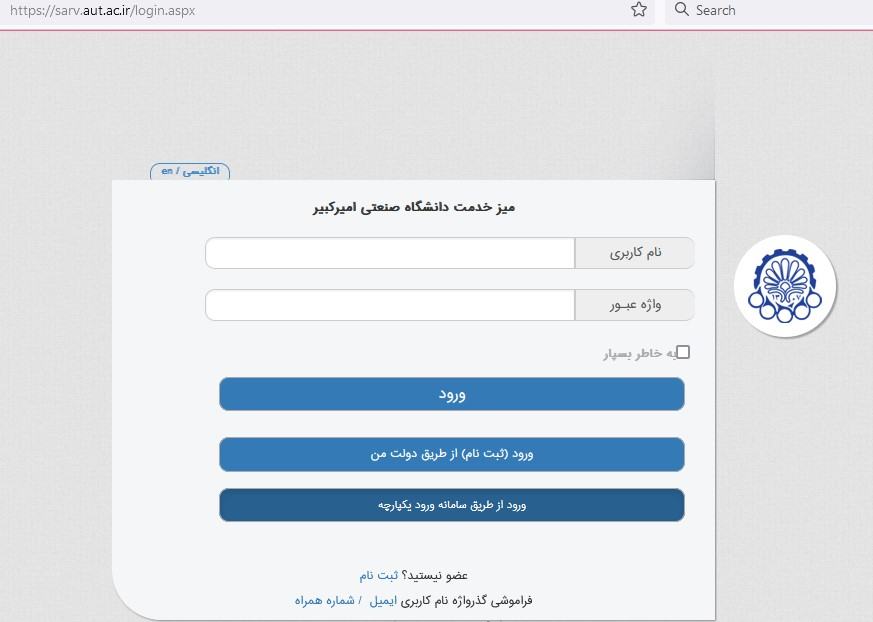 https://sarv.aut.ac.ir/login.aspx
Search
انگلیسی / en
میز خدمت دانشگاه صنعتی امیرکبیر
نام کاربری
واژه عبـور
به خاطر بسپار
ورود
ورود (ثبت نام) از طریق دولت من
ورود از طریق سامانه ورود یکپارچه
عضو نیستید؟ ثبت نام
فراموشی گذرواژه نام کاربری ایمیل / شماره همراه
۱۳۰۷